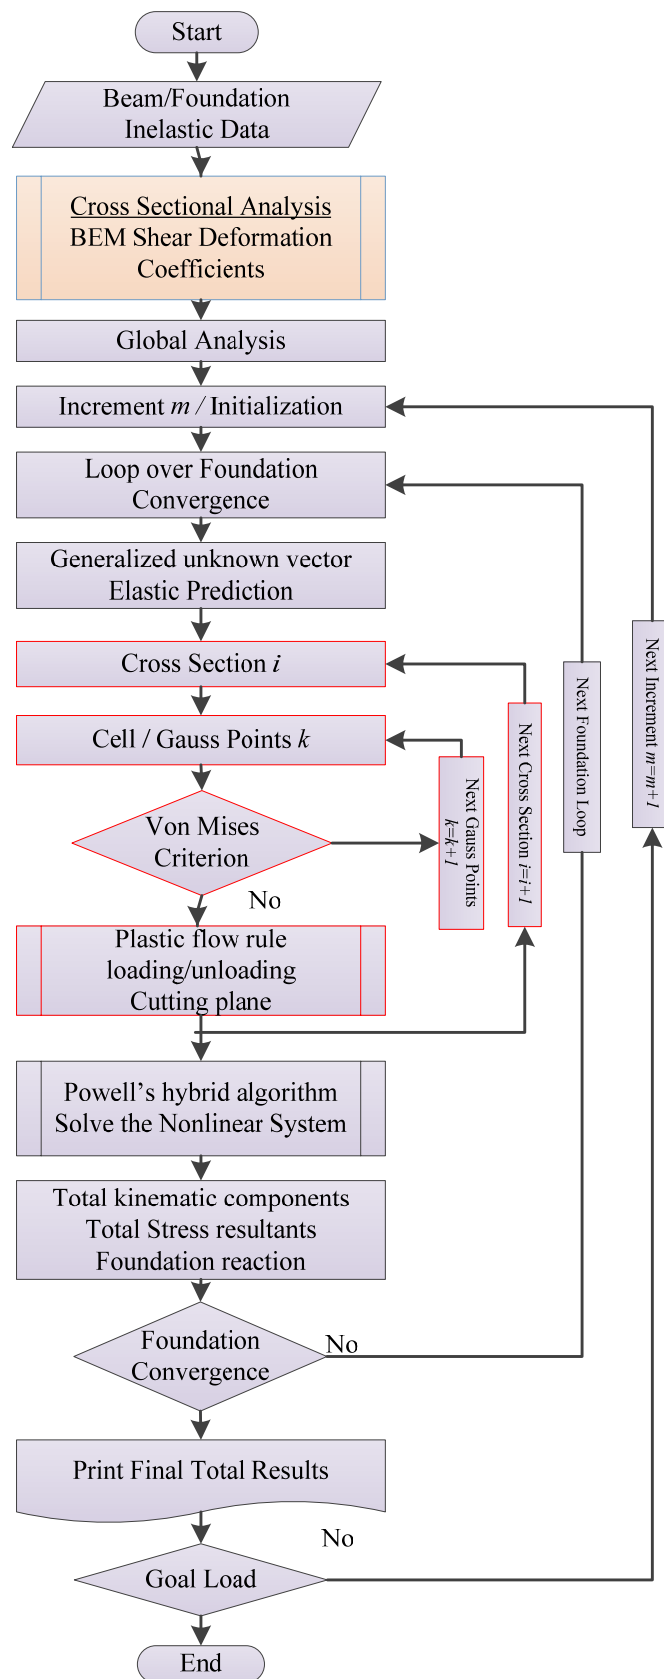 Start
Beam/Foundation
Inelastic Data
Cross Sectional Analysis
BEM Shear Deformation
Coefficients
Global Analysis
Increment m / Initialization
Loop over Foundation
Convergence
Generalized unknown vector
Elastic Prediction
Cross Section i
Cell / Gauss Points k
Von Mises
Criterion
No
Next Gauss Points
k=k+1
Next Cross Section i=i+1
Next Foundation Loop
Next Increment m=m+1
Plastic flow rule
loading/unloading
Cutting plane
Powell's hybrid algorithm
Solve the Nonlinear System
Total kinematic components
Total Stress resultants
Foundation reaction
Foundation
Convergence
No
Print Final Total Results
No
Goal Load
End